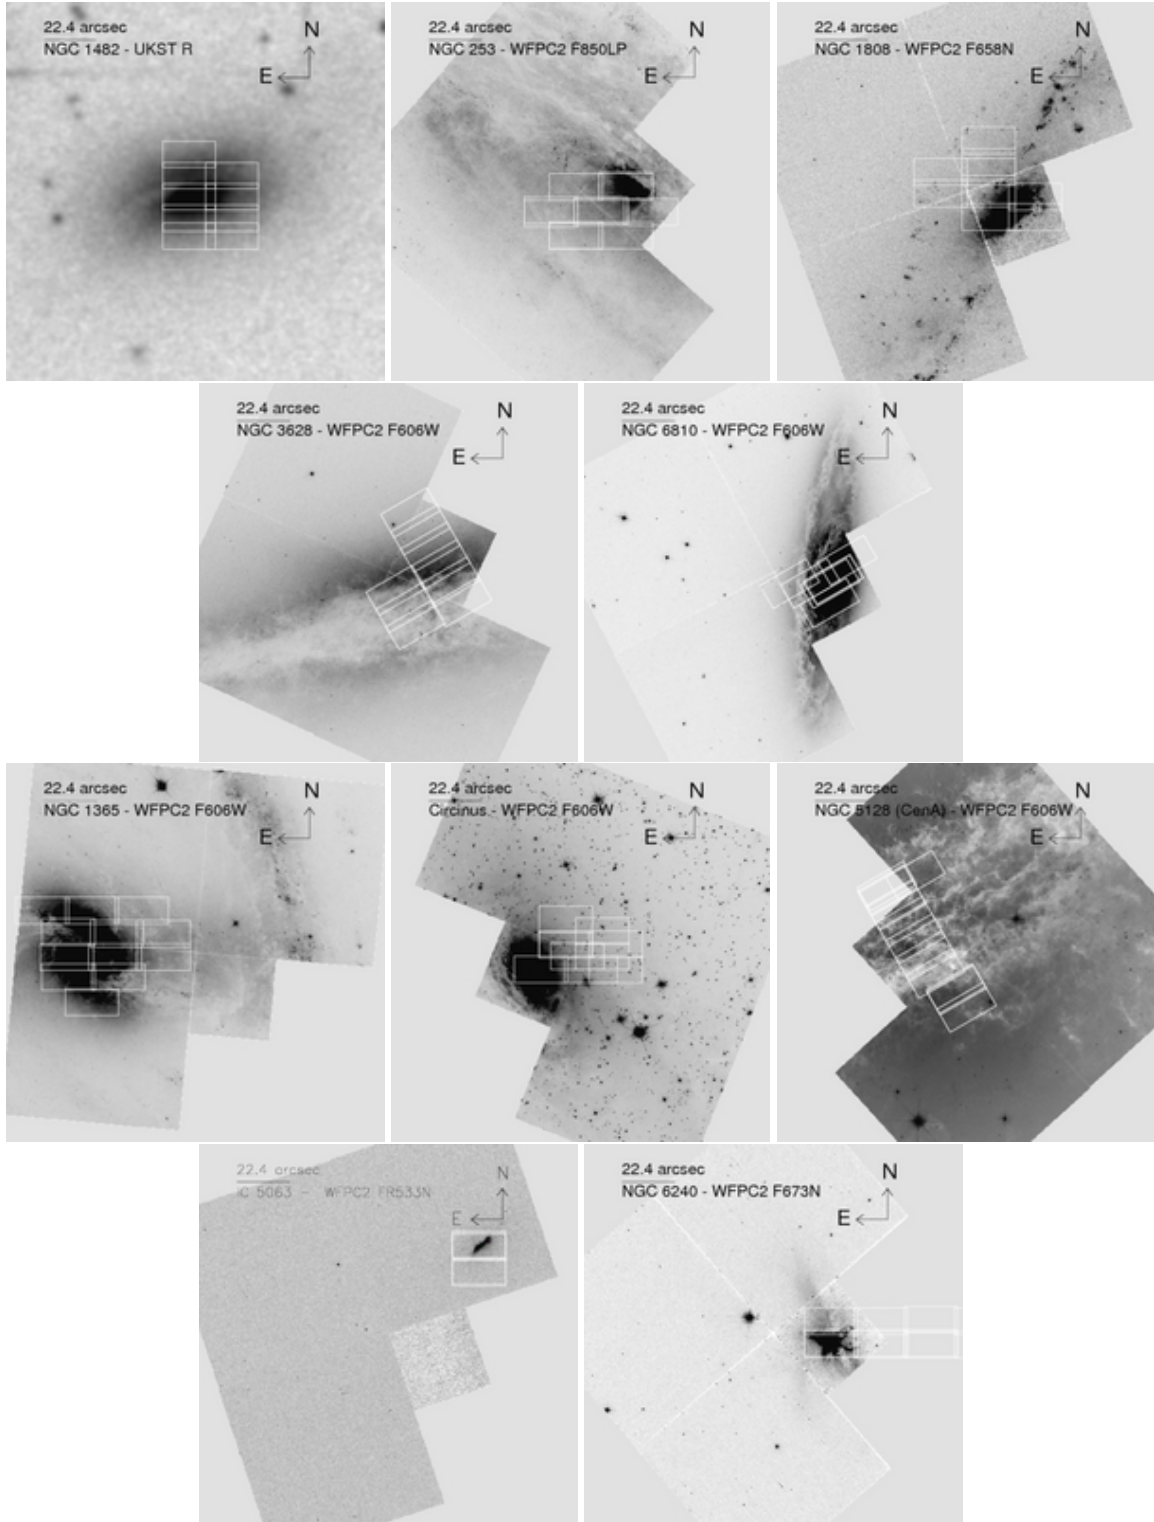 22.4 arcsec
NGC 1482 - UKST R
N
E
22.4 arcsec
NGC 253 - WFPC2 F850LP
N
E
22.4 arcsec
NGC 1808 - WFPC2 F658N
N
E
22.4 arcsec
NGC 3628 - WFPC2 F606W
N
E
22.4 arcsec
NGC 6810 - WFPC2 F606W
N
E
22.4 arcsec
NGC 1365 - WFPC2 F606W
N
E
22.4 arcsec
Circinus - WFPC2 F606W
N
E
22.4 arcsec
NGC 5128 (CenA) - WFPC2 F606W
N
E
22.4 arcsec
IC 5063 - WFPC2 FR533N
N
E
22.4 arcsec
NGC 6240 - WFPC2 F673N
N
E